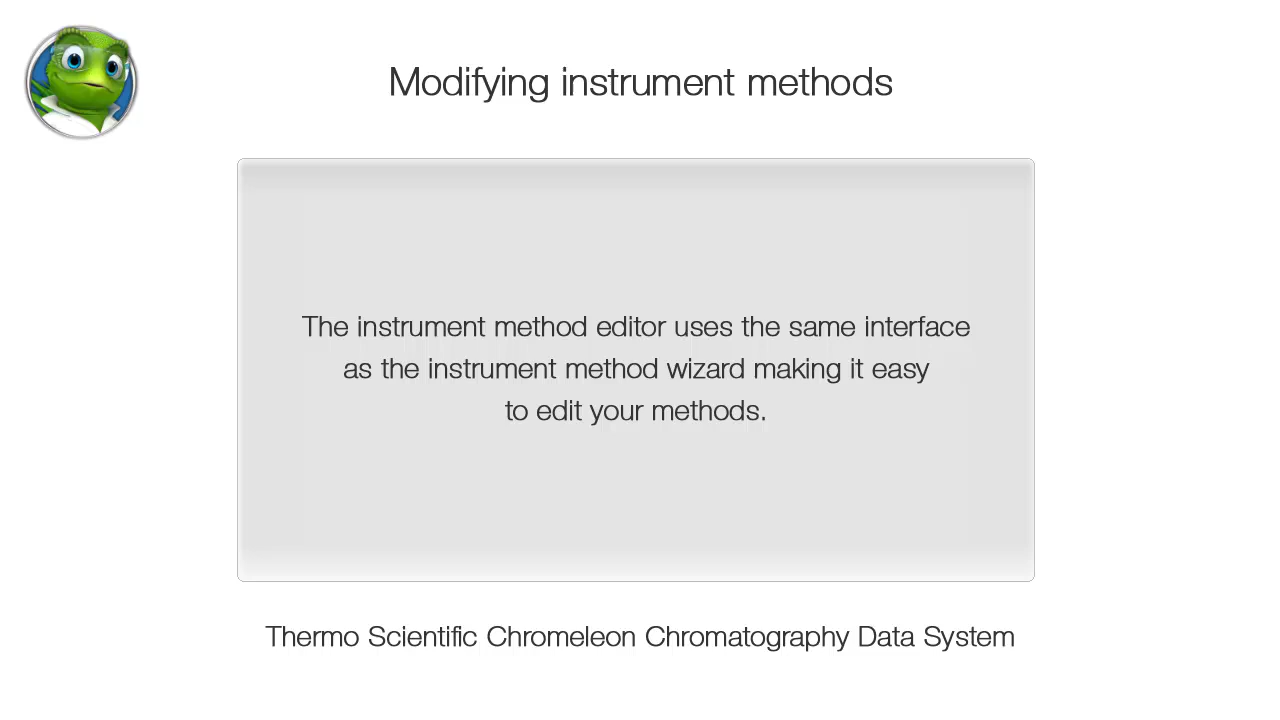 Modifying instrument methods
The instrument method editor uses the same interface
as the instrument method wizard making it easy
to edit your methods.
Thermo Scientific Chromeleon Chromatography Data System